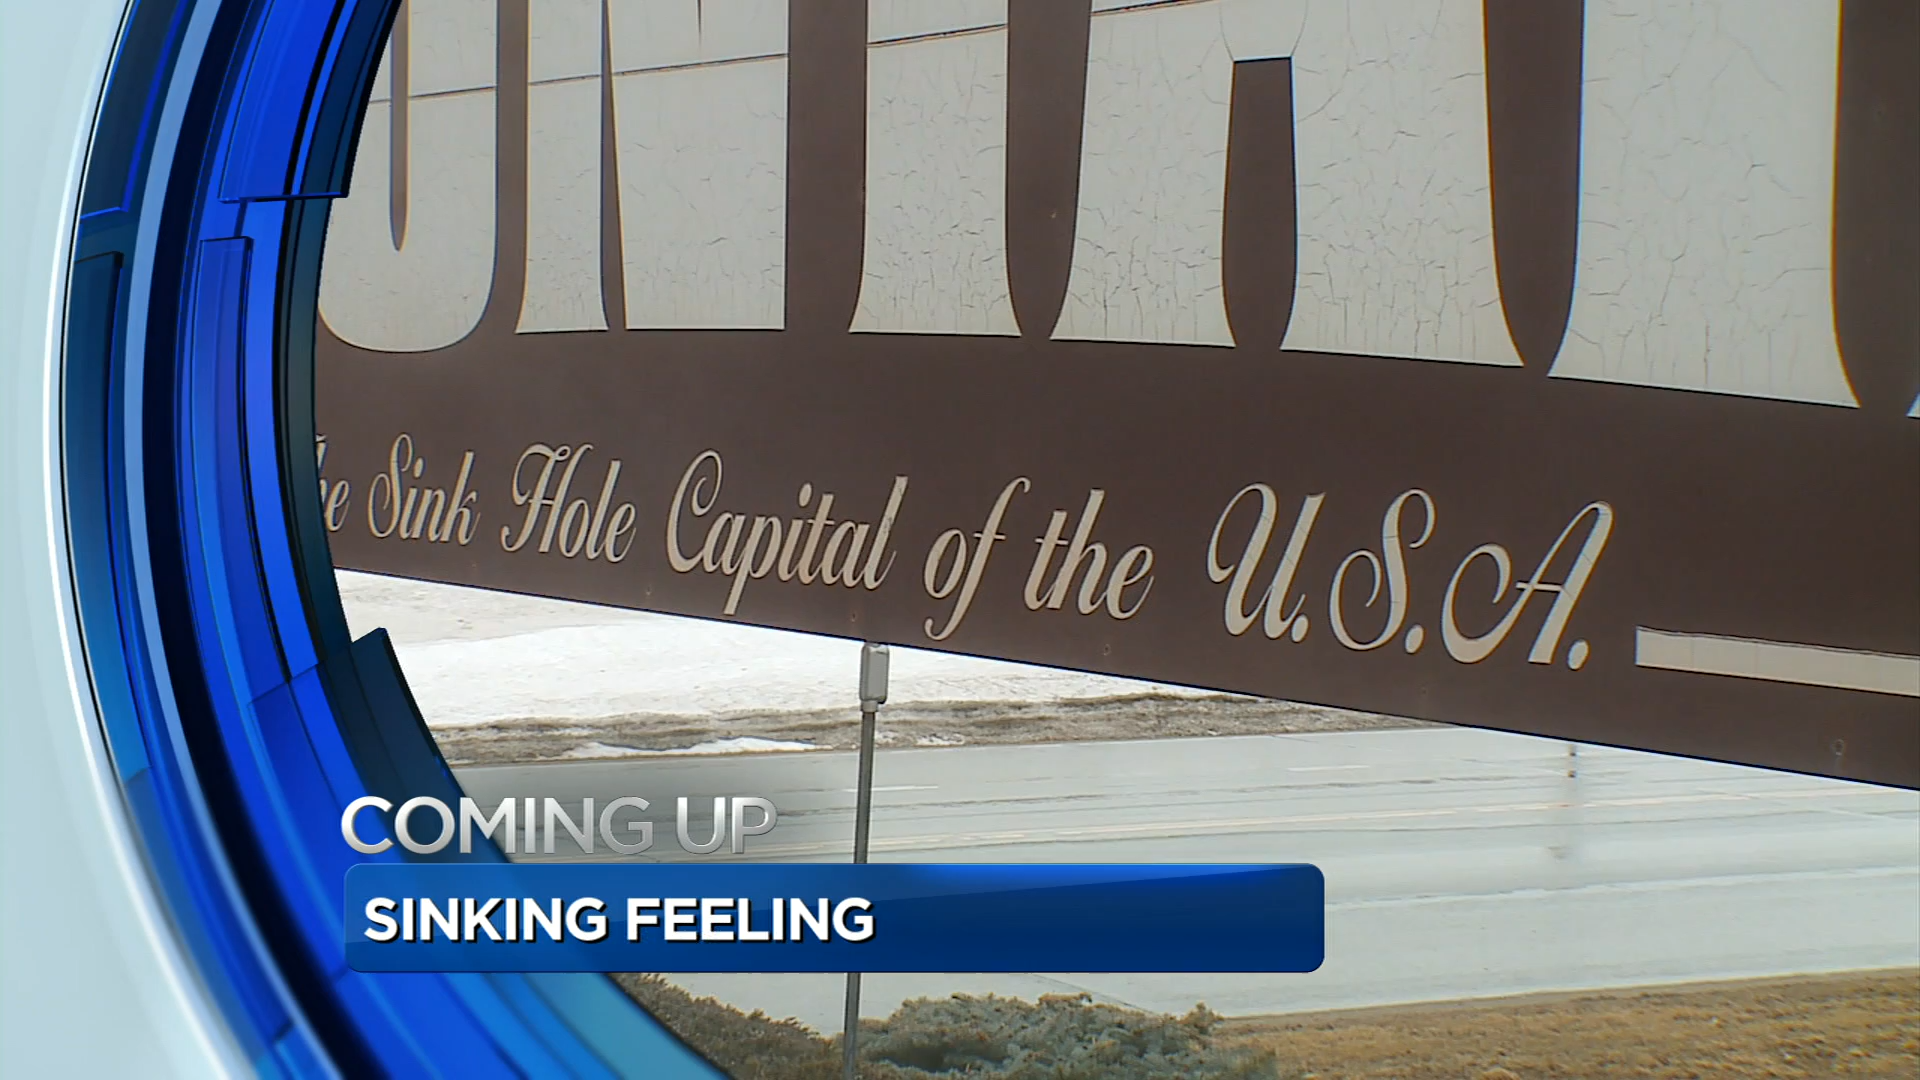 The Sink Hole Capital of the U.S.A.
COMING UP
SINKING FEELING